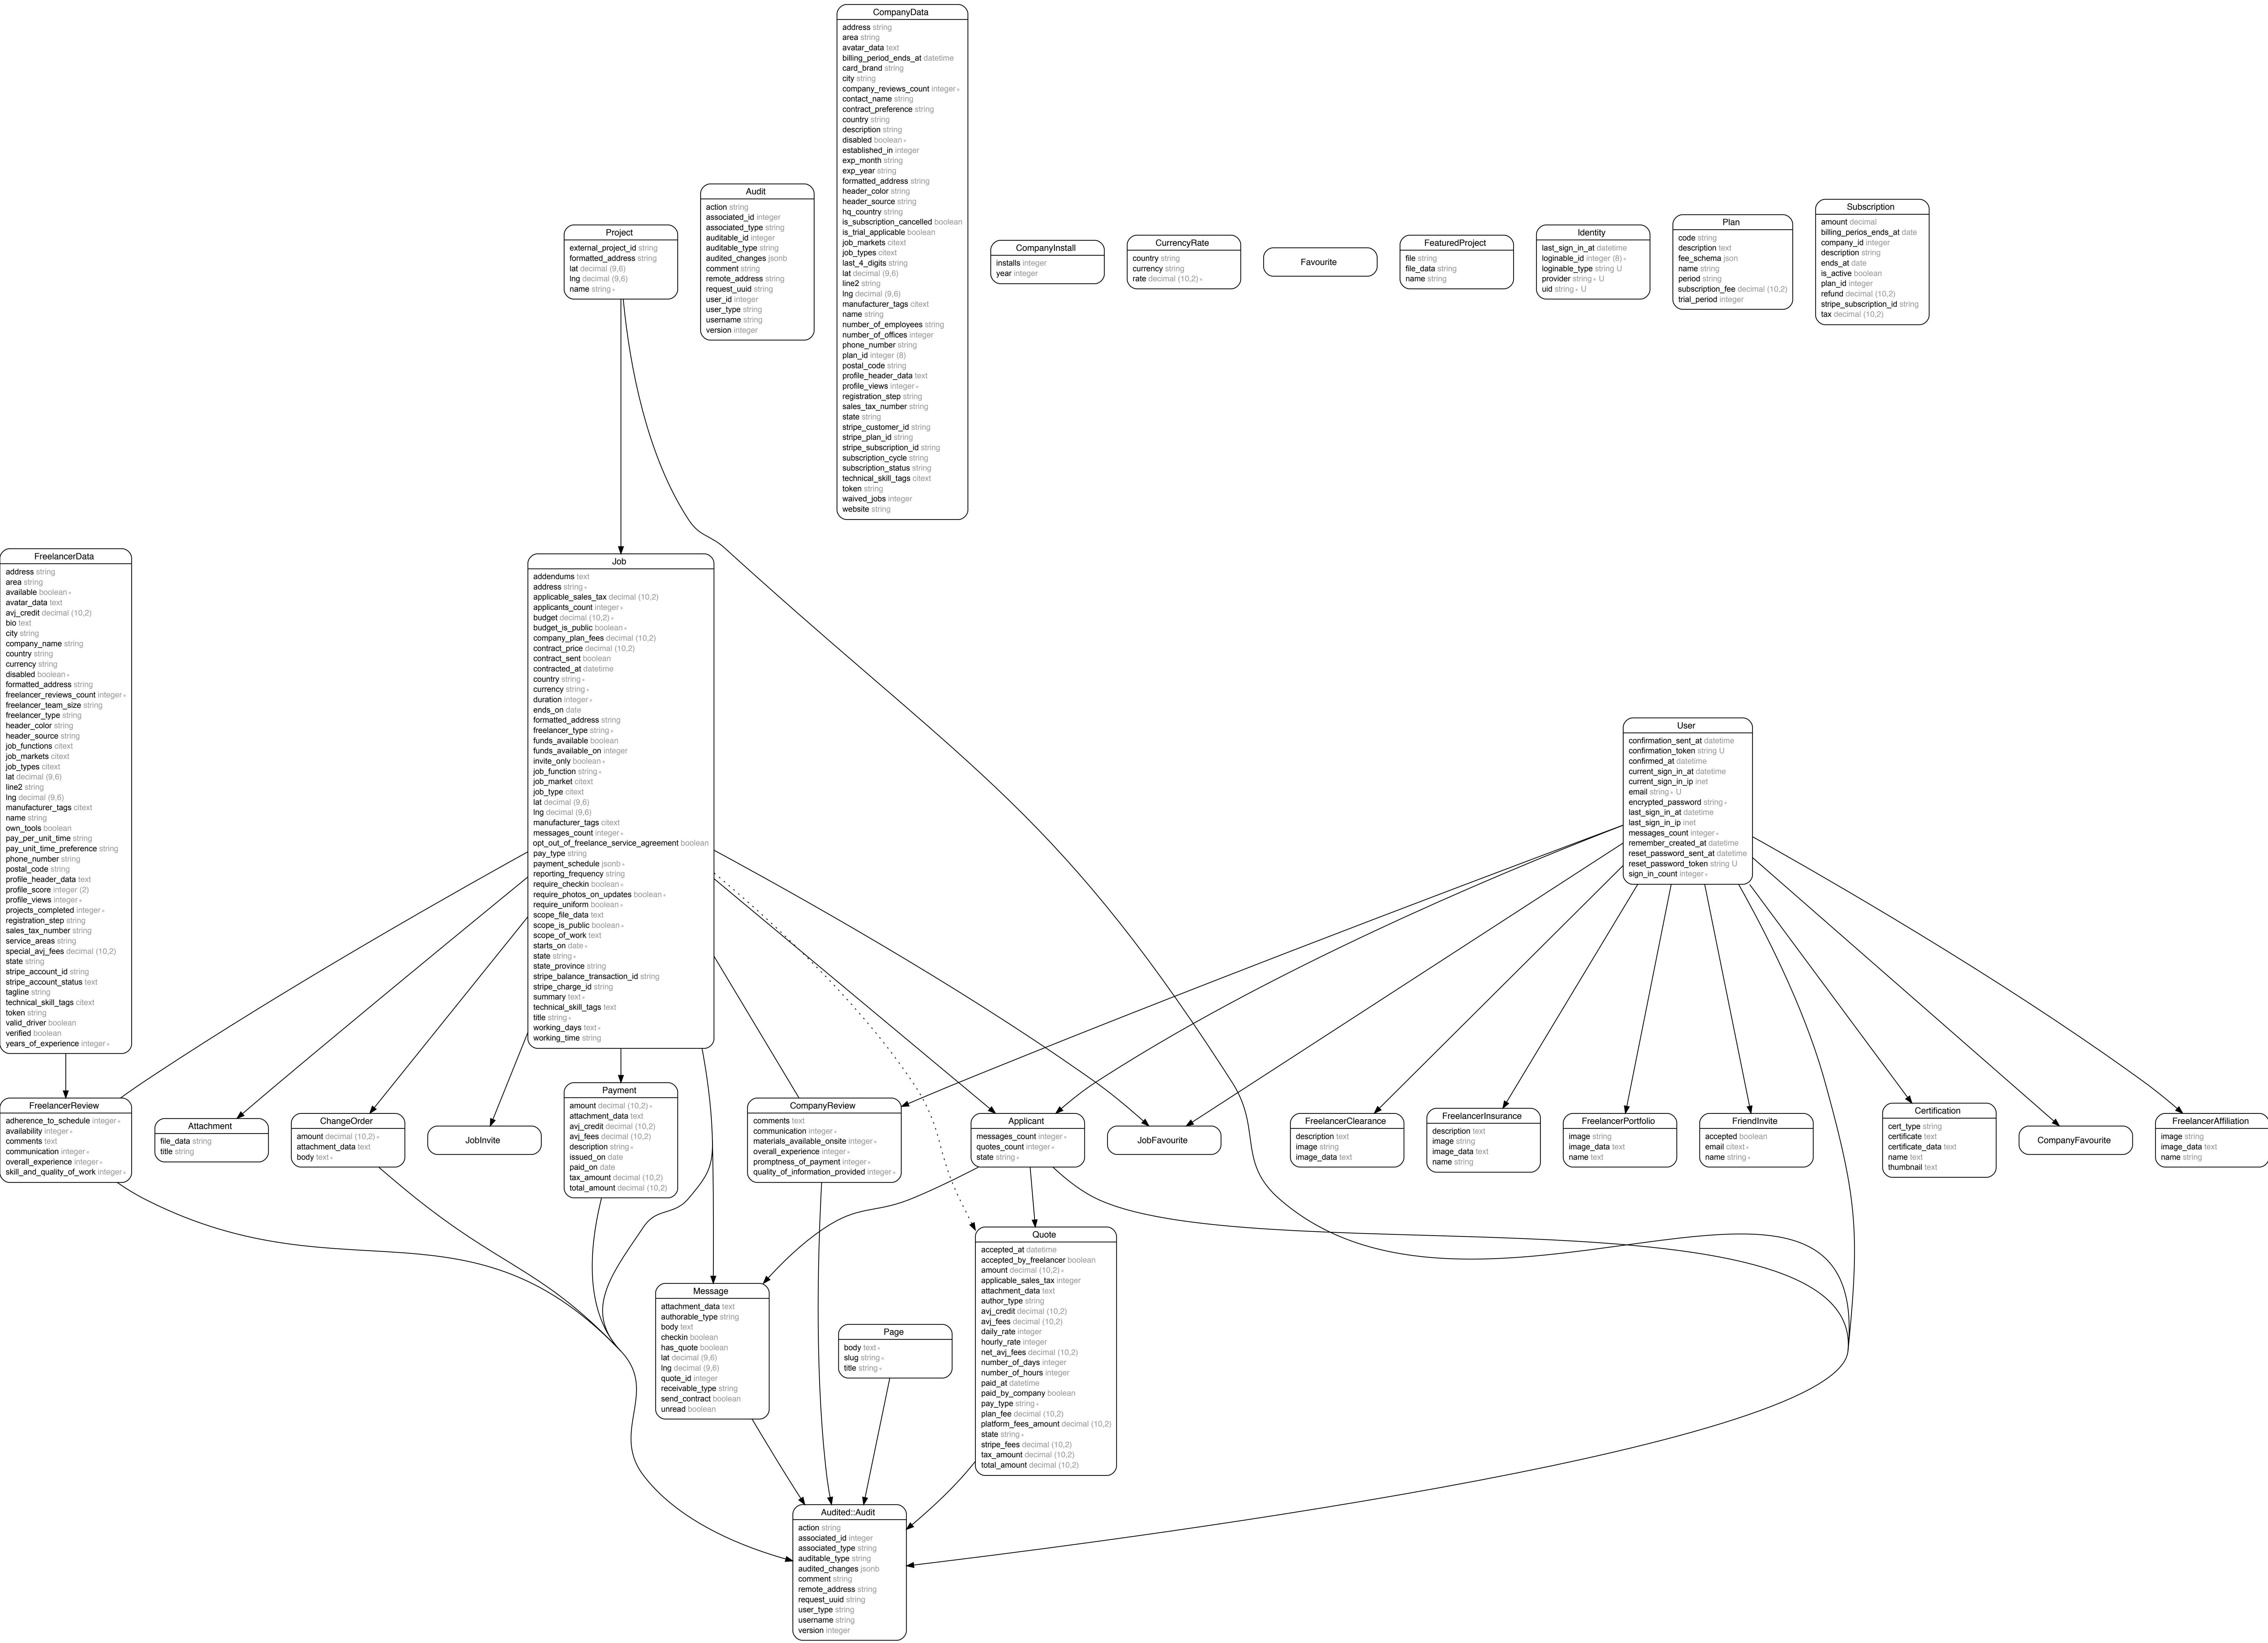 CompanyData
address string
area string
avatar_data text
billing_period_ends_at datetime
card_brand string
city string
company_reviews_count integer ∗
contact_name string
contract_preference string
country string
description string
disabled boolean ∗
established_in integer
exp_month string
exp_year string
formatted_address string
header_color string
header_source string
hq_country string
is_subscription_cancelled boolean
is_trial_applicable boolean
job_markets citext
job_types citext
last_4_digits string
lat decimal (9,6)
line2 string
lng decimal (9,6)
manufacturer_tags citext
name string
number_of_employees string
number_of_offices integer
phone_number string
plan_id integer (8)
postal_code string
profile_header_data text
profile_views integer ∗
registration_step string
sales_tax_number string
state string
stripe_customer_id string
stripe_plan_id string
stripe_subscription_id string
subscription_cycle string
subscription_status string
technical_skill_tags citext
token string
waived_jobs integer
website string
Project
external_project_id string
formatted_address string
lat decimal (9,6)
lng decimal (9,6)
name string ∗
Audit
action string
associated_id integer
associated_type string
auditable_id integer
auditable_type string
audited_changes jsonb
comment string
remote_address string
request_uuid string
user_id integer
user_type string
username string
version integer
CompanyInstall
installs integer
year integer
CurrencyRate
country string
currency string
rate decimal (10,2) ∗
Favourite
FeaturedProject
file string
file_data string
name string
Identity
last_sign_in_at datetime
loginable_id integer (8) ∗
loginable_type string U
provider string ∗ U
uid string ∗ U
Plan
code string
description text
fee_schema json
name string
period string
subscription_fee decimal (10,2)
trial_period integer
Subscription
amount decimal
billing_perios_ends_at date
company_id integer
description string
ends_at date
is_active boolean
plan_id integer
refund decimal (10,2)
stripe_subscription_id string
tax decimal (10,2)
FreelancerData
address string
area string
available boolean ∗
avatar_data text
avj_credit decimal (10,2)
bio text
city string
company_name string
country string
currency string
disabled boolean ∗
formatted_address string
freelancer_reviews_count integer ∗
freelancer_team_size string
freelancer_type string
header_color string
header_source string
job_functions citext
job_markets citext
job_types citext
lat decimal (9,6)
line2 string
lng decimal (9,6)
manufacturer_tags citext
name string
own_tools boolean
pay_per_unit_time string
pay_unit_time_preference string
phone_number string
postal_code string
profile_header_data text
profile_score integer (2)
profile_views integer ∗
projects_completed integer ∗
registration_step string
sales_tax_number string
service_areas string
special_avj_fees decimal (10,2)
state string
stripe_account_id string
stripe_account_status text
tagline string
technical_skill_tags citext
token string
valid_driver boolean
verified boolean
years_of_experience integer ∗
Job
addendums text
address string ∗
applicable_sales_tax decimal (10,2)
applicants_count integer ∗
budget decimal (10,2) ∗
budget_is_public boolean ∗
company_plan_fees decimal (10,2)
contract_price decimal (10,2)
contract_sent boolean
contracted_at datetime
country string ∗
currency string ∗
duration integer ∗
ends_on date
formatted_address string
freelancer_type string ∗
funds_available boolean
funds_available_on integer
invite_only boolean ∗
job_function string ∗
job_market citext
job_type citext
lat decimal (9,6)
lng decimal (9,6)
manufacturer_tags citext
messages_count integer ∗
opt_out_of_freelance_service_agreement boolean
pay_type string
payment_schedule jsonb ∗
reporting_frequency string
require_checkin boolean ∗
require_photos_on_updates boolean ∗
require_uniform boolean ∗
scope_file_data text
scope_is_public boolean ∗
scope_of_work text
starts_on date ∗
state string ∗
state_province string
stripe_balance_transaction_id string
stripe_charge_id string
summary text ∗
technical_skill_tags text
title string ∗
working_days text ∗
working_time string
User
confirmation_sent_at datetime
confirmation_token string U
confirmed_at datetime
current_sign_in_at datetime
current_sign_in_ip inet
email string ∗ U
encrypted_password string ∗
last_sign_in_at datetime
last_sign_in_ip inet
messages_count integer ∗
remember_created_at datetime
reset_password_sent_at datetime
reset_password_token string U
sign_in_count integer ∗
FreelancerReview
adherence_to_schedule integer ∗
availability integer ∗
comments text
communication integer ∗
overall_experience integer ∗
skill_and_quality_of_work integer ∗
Attachment
file_data string
title string
ChangeOrder
amount decimal (10,2) ∗
attachment_data text
body text ∗
JobInvite
Payment
amount decimal (10,2) ∗
attachment_data text
avj_credit decimal (10,2)
avj_fees decimal (10,2)
description string ∗
issued_on date
paid_on date
tax_amount decimal (10,2)
total_amount decimal (10,2)
CompanyReview
comments text
communication integer ∗
materials_available_onsite integer ∗
overall_experience integer ∗
promptness_of_payment integer ∗
quality_of_information_provided integer ∗
Applicant
messages_count integer ∗
quotes_count integer ∗
state string ∗
JobFavourite
FreelancerClearance
description text
image string
image_data text
FreelancerInsurance
description text
image string
image_data text
name string
FreelancerPortfolio
image string
image_data text
name text
FriendInvite
accepted boolean
email citext ∗
name string ∗
Certification
cert_type string
certificate text
certificate_data text
name text
thumbnail text
CompanyFavourite
FreelancerAffiliation
image string
image_data text
name string
Message
attachment_data text
authorable_type string
body text
checkin boolean
has_quote boolean
lat decimal (9,6)
lng decimal (9,6)
quote_id integer
receivable_type string
send_contract boolean
unread boolean
Page
body text ∗
slug string ∗
title string ∗
Quote
accepted_at datetime
accepted_by_freelancer boolean
amount decimal (10,2) ∗
applicable_sales_tax integer
attachment_data text
author_type string
avj_credit decimal (10,2)
avj_fees decimal (10,2)
daily_rate integer
hourly_rate integer
net_avj_fees decimal (10,2)
number_of_days integer
number_of_hours integer
paid_at datetime
paid_by_company boolean
pay_type string ∗
plan_fee decimal (10,2)
platform_fees_amount decimal (10,2)
state string ∗
stripe_fees decimal (10,2)
tax_amount decimal (10,2)
total_amount decimal (10,2)
Audited::Audit
action string
associated_id integer
associated_type string
auditable_type string
audited_changes jsonb
comment string
remote_address string
request_uuid string
user_type string
username string
version integer